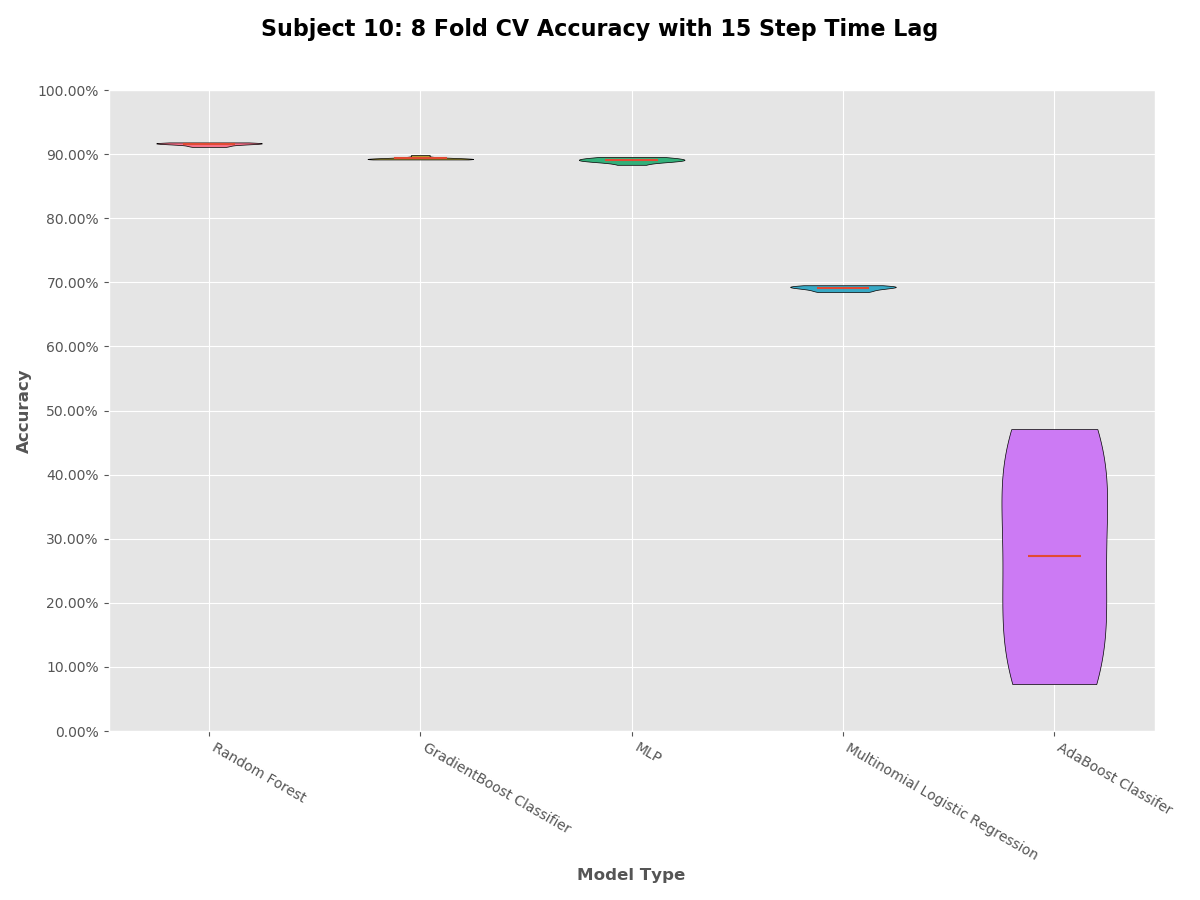 Subject 10: 8 Fold CV Accuracy with 15 Step Time Lag
100.00%
90.00%
80.00%
70.00%
60.00%
50.00%
40.00%
30.00%
20.00%
10.00%
0.00%
Accuracy
Random Forest
GradientBoost Classifier
MLP
Multinomial Logistic Regression
AdaBoost Classifer
Model Type